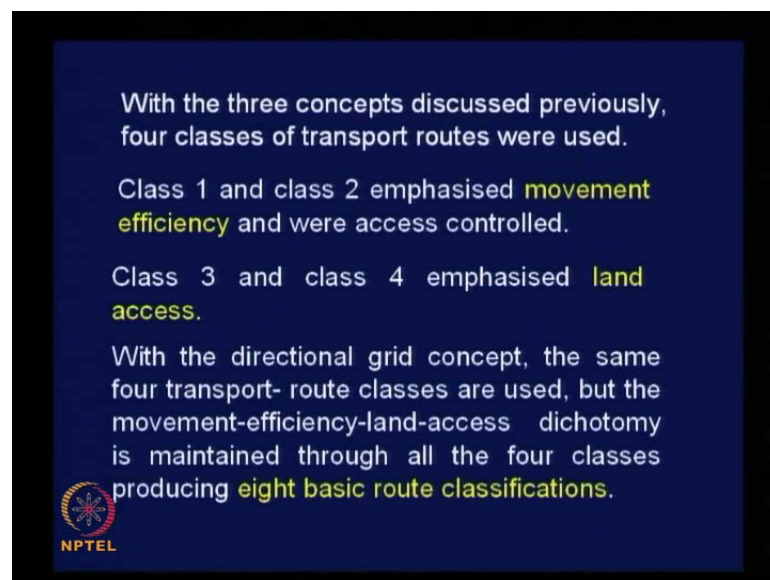 With the three concepts discussed previously,
four classes of transport routes were used.
Class 1 and class 2 emphasised movement
efficiency and were access controlled.
Class 3 and class 4 emphasised land
access.
With the directional grid concept, the same
four transport- route classes are used, but the
movement-efficiency-land-access dichotomy
is maintained through all the four classes
producing eight basic route classifications.
NPTEL